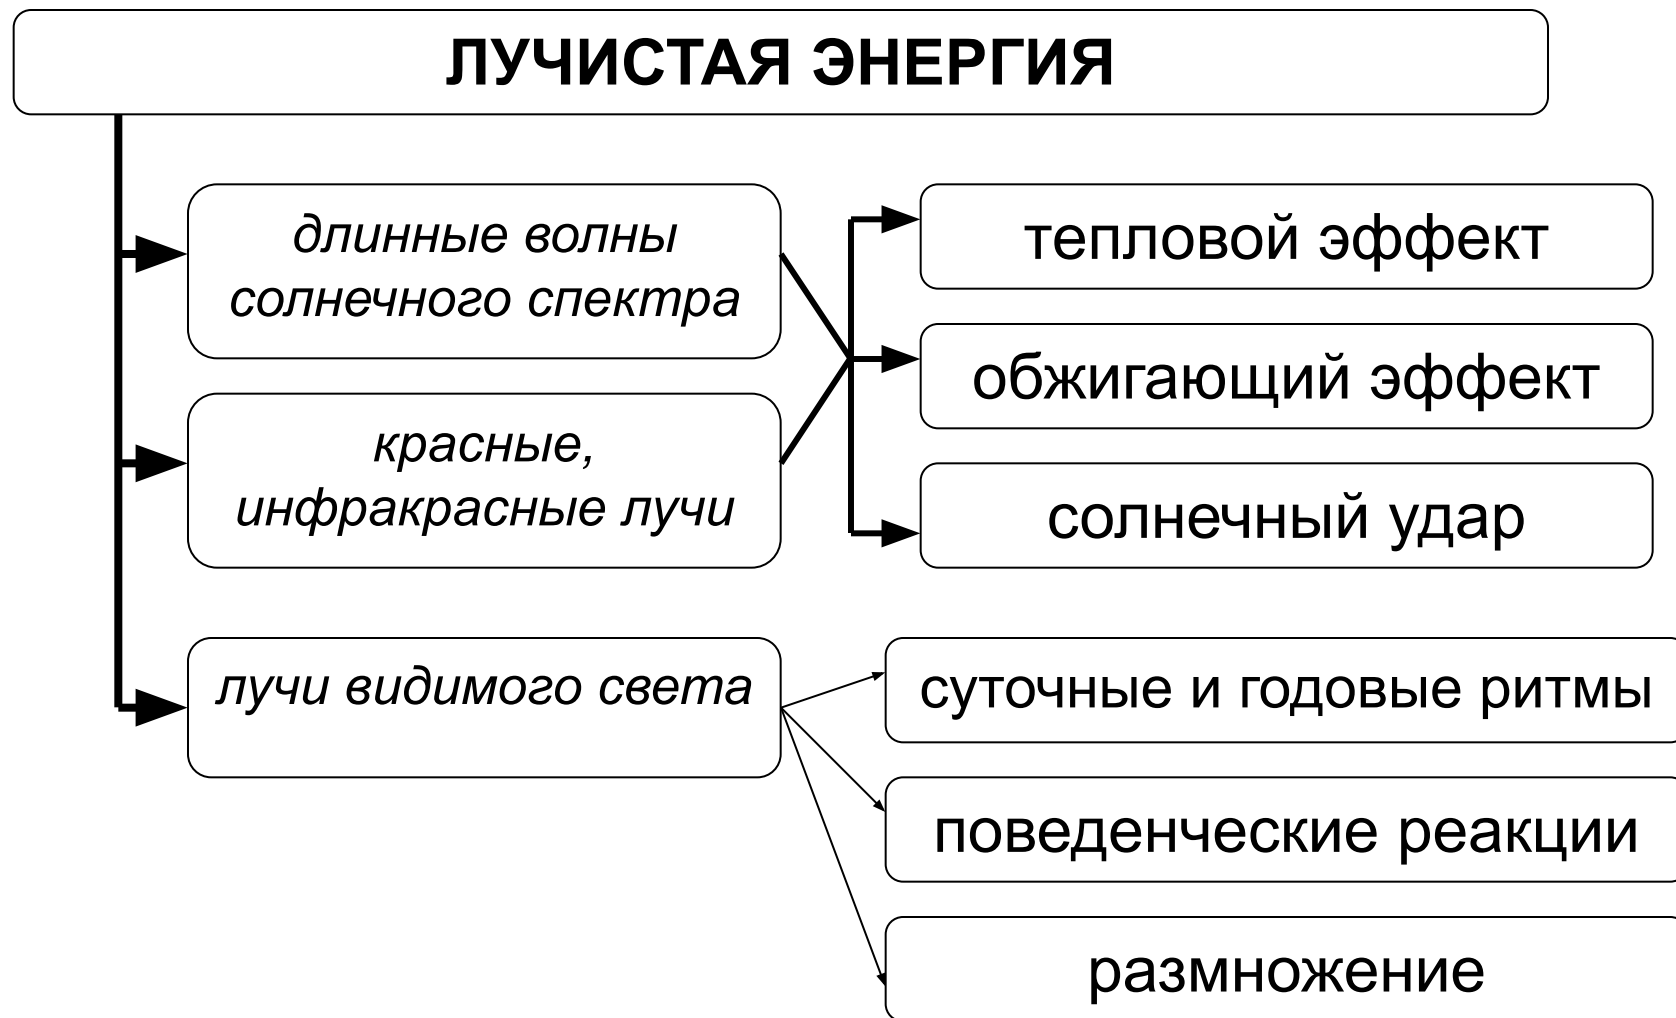 ЛУЧИСТАЯ ЭНЕРГИЯ
длинные волны
солнечного спектра
тепловой эффект
обжигающий эффект
красные,
инфракрасные лучи
солнечный удар
лучи видимого света
суточные и годовые ритмы
поведенческие реакции
размножение